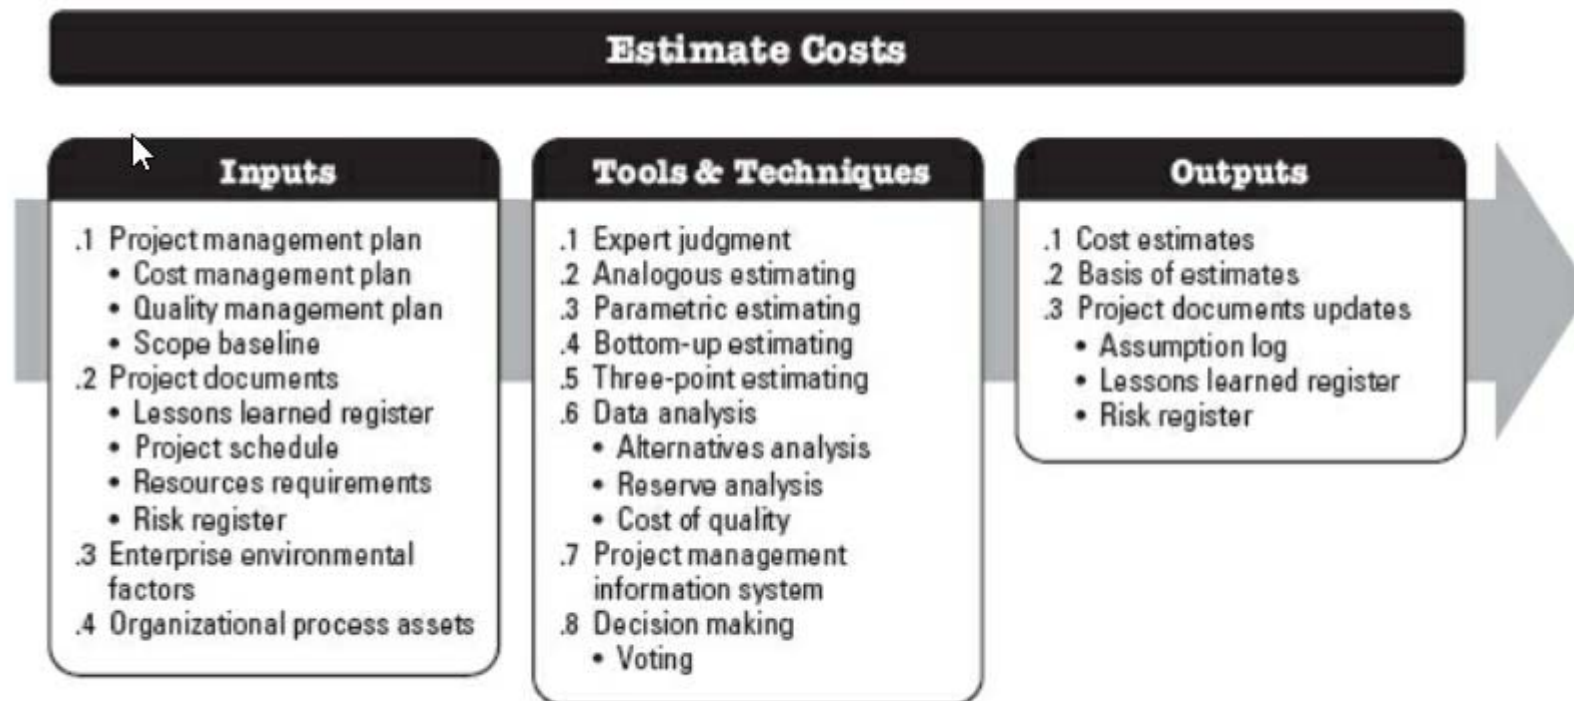 Estimate Costs
Inputs
.1 Project management plan
• Cost management plan
• Quality management plan
• Scope baseline
.2 Project documents
• Lessons learned register
• Project schedule
• Resources requirements
• Risk register
.3 Enterprise environmental
factors
.4 Organizational process assets
Tools & Techniques
.1 Expert judgment
.2 Analogous estimating
.3 Parametric estimating
.4 Bottom-up estimating
.5 Three-point estimating
.6 Data analysis
• Alternatives analysis
• Reserve analysis
• Cost of quality
.7 Project management
information system
.8 Decision making
• Voting
Outputs
.1 Cost estimates
.2 Basis of estimates
.3 Project documents updates
• Assumption log
• Lessons learned register
• Risk register